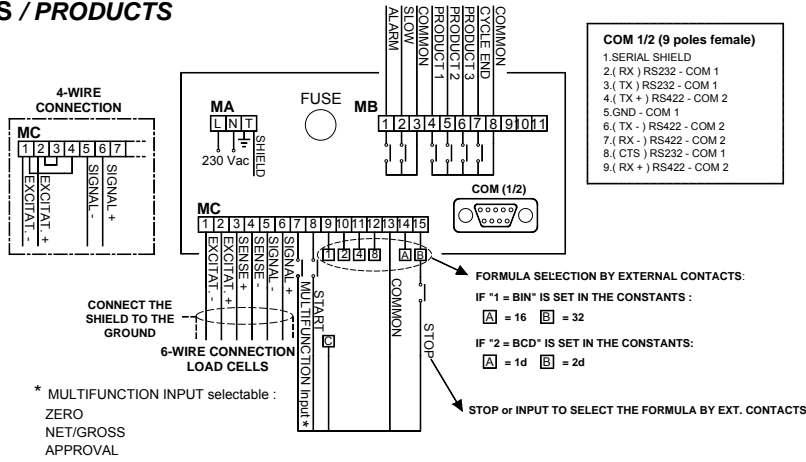 S / PRODUCTS
ALARM
SLOW
COMMON
PRODUCT 1
PRODUCT 2
PRODUCT 3
CYCLE END
COMMON
COM 1/2 (9 poles female)
1.SERIAL SHIELD
2.( RX ) RS232 - COM 1
3.( TX ) RS232 - COM 1
4.( TX + ) RS422 - COM 2
5.GND - COM 1
6.( TX - ) RS422 - COM 2
7.( RX - ) RS422 - COM 2
8.( CTS ) RS232 - COM 1
9.( RX + ) RS422 - COM 2
4-WIRE
CONNECTION
MC
1 2 3 4 5 6 7
EXCITAT. -
EXCITAT. +
SIGNAL -
SIGNAL +
MA
L N T
230 Vac
SHIELD
FUSE
MB
1 2 3 4 5 6 7 8 9 10 11
COM (1/2)
MC
1 2 3 4 5 6 7 8 9 10 11 12 13 14 15
EXCITAT. -
EXCITAT. +
SENSE +
SENSE -
SIGNAL -
SIGNAL +
MULTIFUNCTION Input *
START
1 2 4 8 A B
C
COMMON
STOP
CONNECT THE
SHIELD TO THE
GROUND
6-WIRE CONNECTION
LOAD CELLS
FORMULA SELECTION BY EXTERNAL CONTACTS:
IF "1 = BIN" IS SET IN THE CONSTANTS :
A = 16 B = 32
IF "2 = BCD" IS SET IN THE CONSTANTS:
A = 1d B = 2d
STOP or INPUT TO SELECT THE FORMULA BY EXT. CONTACTS
* MULTIFUNCTION INPUT selectable :
ZERO
NET/GROSS
APPROVAL